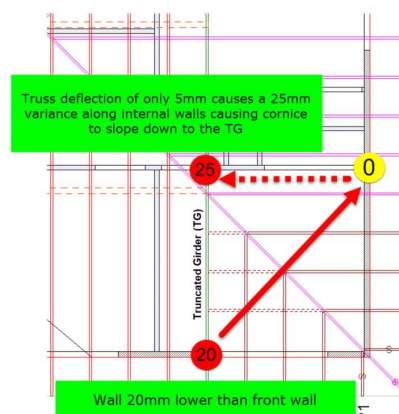 Truss deflection of only 5mm causes a 25mm
variance along internal walls causing cornice
to slope down to the TG
25
0
Truncated Girder (TG)
20
Wall 20mm lower than front wall